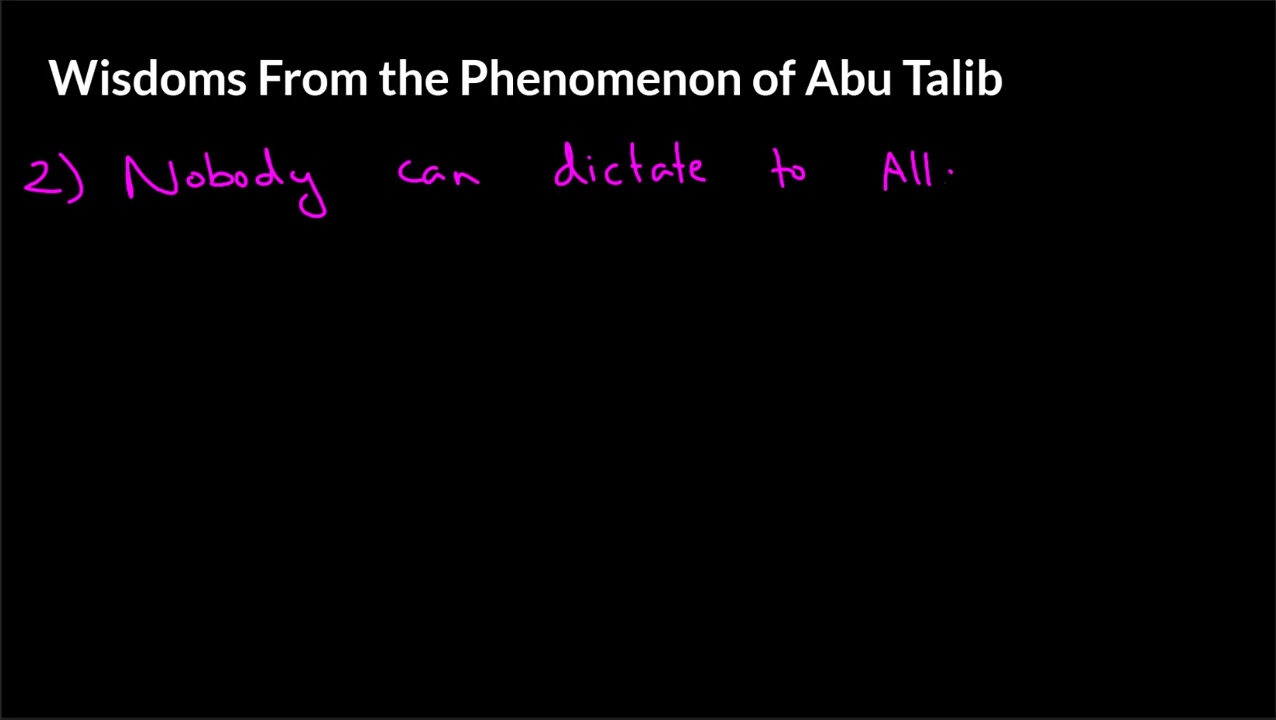 Wisdoms From the Phenomenon of Abu Talib
2) Nobody can dictate to All.